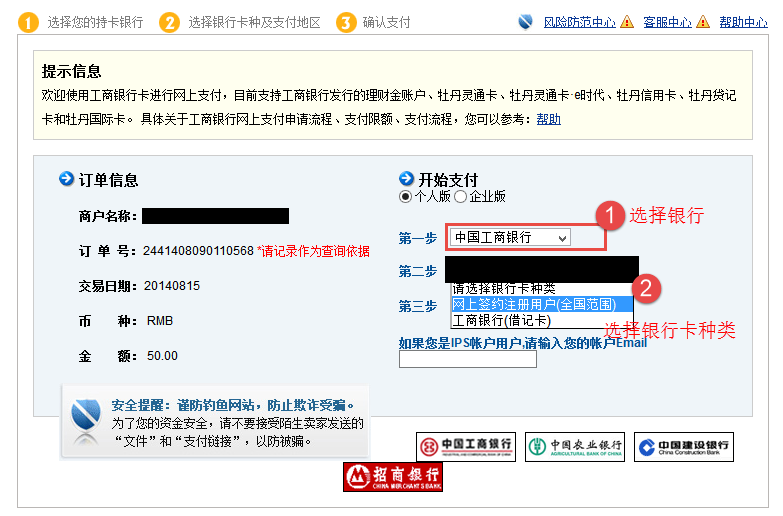 1 选择您的持卡银行 2 选择银行卡种及支付地区 3 确认支付 风险防范中心 客服中心 帮助中心
提示信息
欢迎使用工商银行卡进行网上支付，目前支持工商银行发行的理财金账户、牡丹灵通卡、牡丹灵通卡·e时代、牡丹信用卡、牡丹贷记
卡和牡丹国际卡。 具体关于工商银行网上支付申请流程、支付限额、支付流程，您可以参考：帮助
订单信息
商户名称：
订 单 号：2441408090110568 *请记录作为查询依据
交易日期：20140815
币 种： RMB
金 额： 50.00
安全提醒：谨防钓鱼网站，防止欺诈受骗。
为了您的资金安全，请不要接受陌生卖家发送的
“文件”和“支付链接”，以防被骗。
开始支付
个人版 企业版
第一步 中国工商银行
1 选择银行
第二步
请选择银行卡种类
第三步 网上签约注册用户(全国范围)
工商银行(借记卡)
2
选择银行卡种类
如果您是IPS帐户用户,请输入您的帐户Email
中国工商银行
中国农业银行
AGRICULTURAL BANK OF CHINA
中国建设银行
China Construction Bank
招商银行
CHINA MERCHANTS BANK